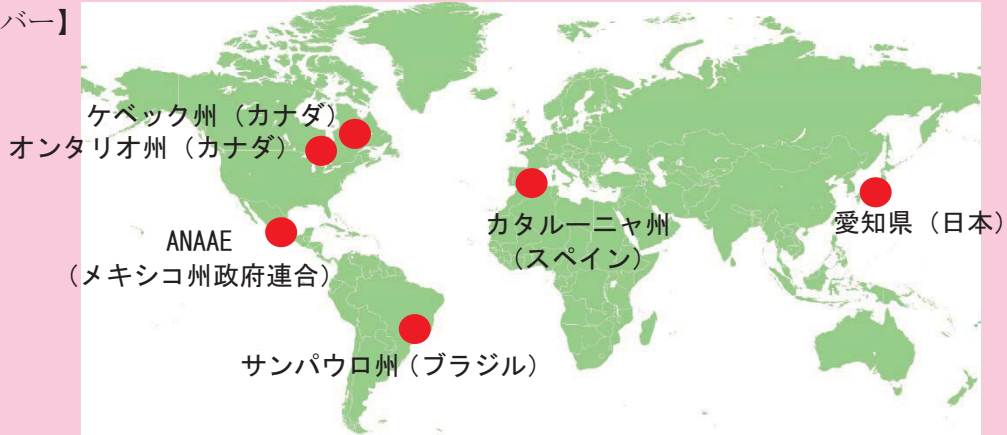 バー】
ケベック州（カナダ）
オンタリオ州（カナダ）
ANAAE
（メキシコ州政府連合）
サンパウロ州（ブラジル）
カタルーニャ州
（スペイン）
愛知県（日本）